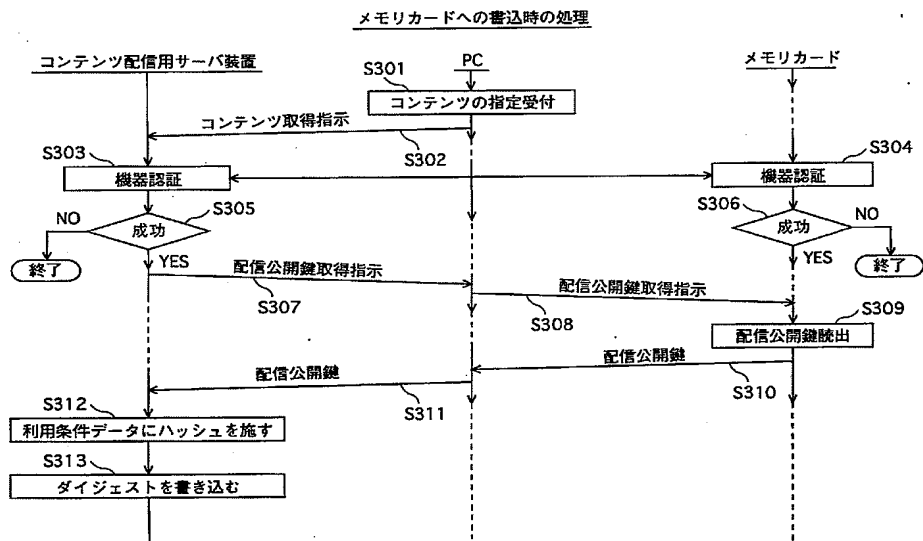 メモリカードへの書込時の処理
コンテンツ配信用サーバ装置
PC
メモリカード
S301
コンテンツの指定受付
コンテンツ取得指示
S302
S303
機器認証
S304
機器認証
S305
成功
NO
YES
終了
S306
成功
NO
YES
終了
配信公開鍵取得指示
S307
配信公開鍵取得指示
S308
S309
配信公開鍵読出
配信公開鍵
S310
配信公開鍵
S311
S312
利用条件データにハッシュを施す
S313
ダイジェストを書き込む